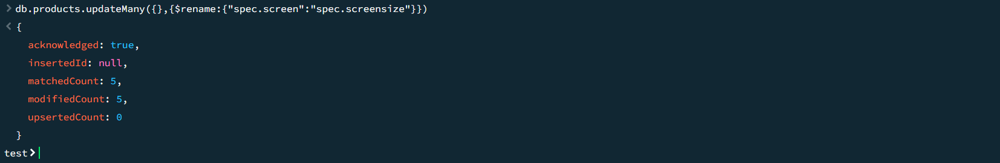 > db.products.updateMany({},{$rename:{"spec.screen":"spec.screensize"}})
< {
acknowledged: true,
insertedId: null,
matchedCount: 5,
modifiedCount: 5,
upsertedCount: 0
}
test>